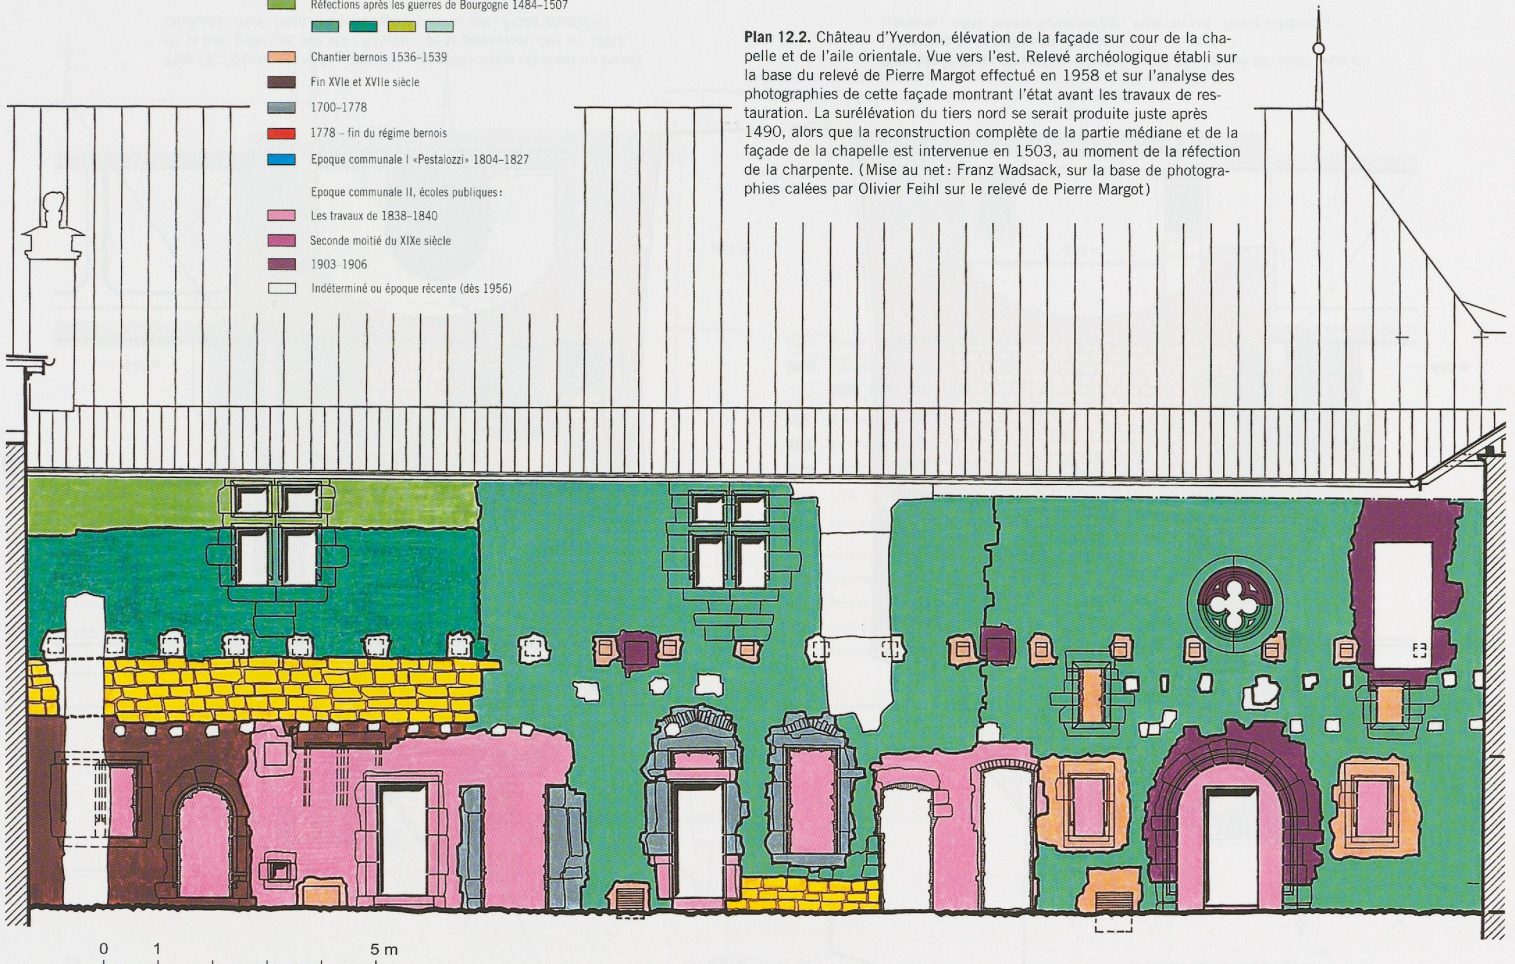 Réfections après les guerres de Bourgogne 1484–1507
Chantier bernois 1536–1539
Fin XVIe et XVIIe siècle
1700–1778
1778 – fin du régime bernois
Epoque communale I «Pestalozzi» 1804–1827
Epoque communale II, écoles publiques:
Les travaux de 1838–1840
Seconde moitié du XIXe siècle
1903–1906
Indéterminé ou époque récente (dès 1956)
Plan 12.2. Château d'Yverdon, élévation de la façade sur cour de la cha-
pelle et de l'aile orientale. Vue vers l'est. Relevé archéologique établi sur
la base du relevé de Pierre Margot effectué en 1958 et sur l'analyse des
photographies de cette façade montrant l'état avant les travaux de res-
tauration. La surélévation du tiers nord se serait produite juste après
1490, alors que la reconstruction complète de la partie médiane et de la
façade de la chapelle est intervenue en 1503, au moment de la réfection
de la charpente. (Mise au net: Franz Wadsack, sur la base de photogra-
phies calées par Olivier Feihl sur le relevé de Pierre Margot)
0 1 5 m